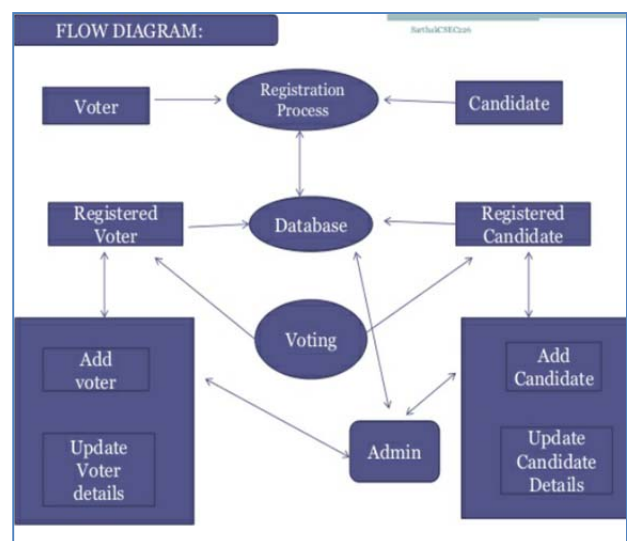 FLOW DIAGRAM:
Voter
Registration
Process
Candidate
Registered
Voter
Database
Registered
Candidate
Voting
Add
voter
Add
Candidate
Update
Voter
details
Admin
Update
Candidate
Details